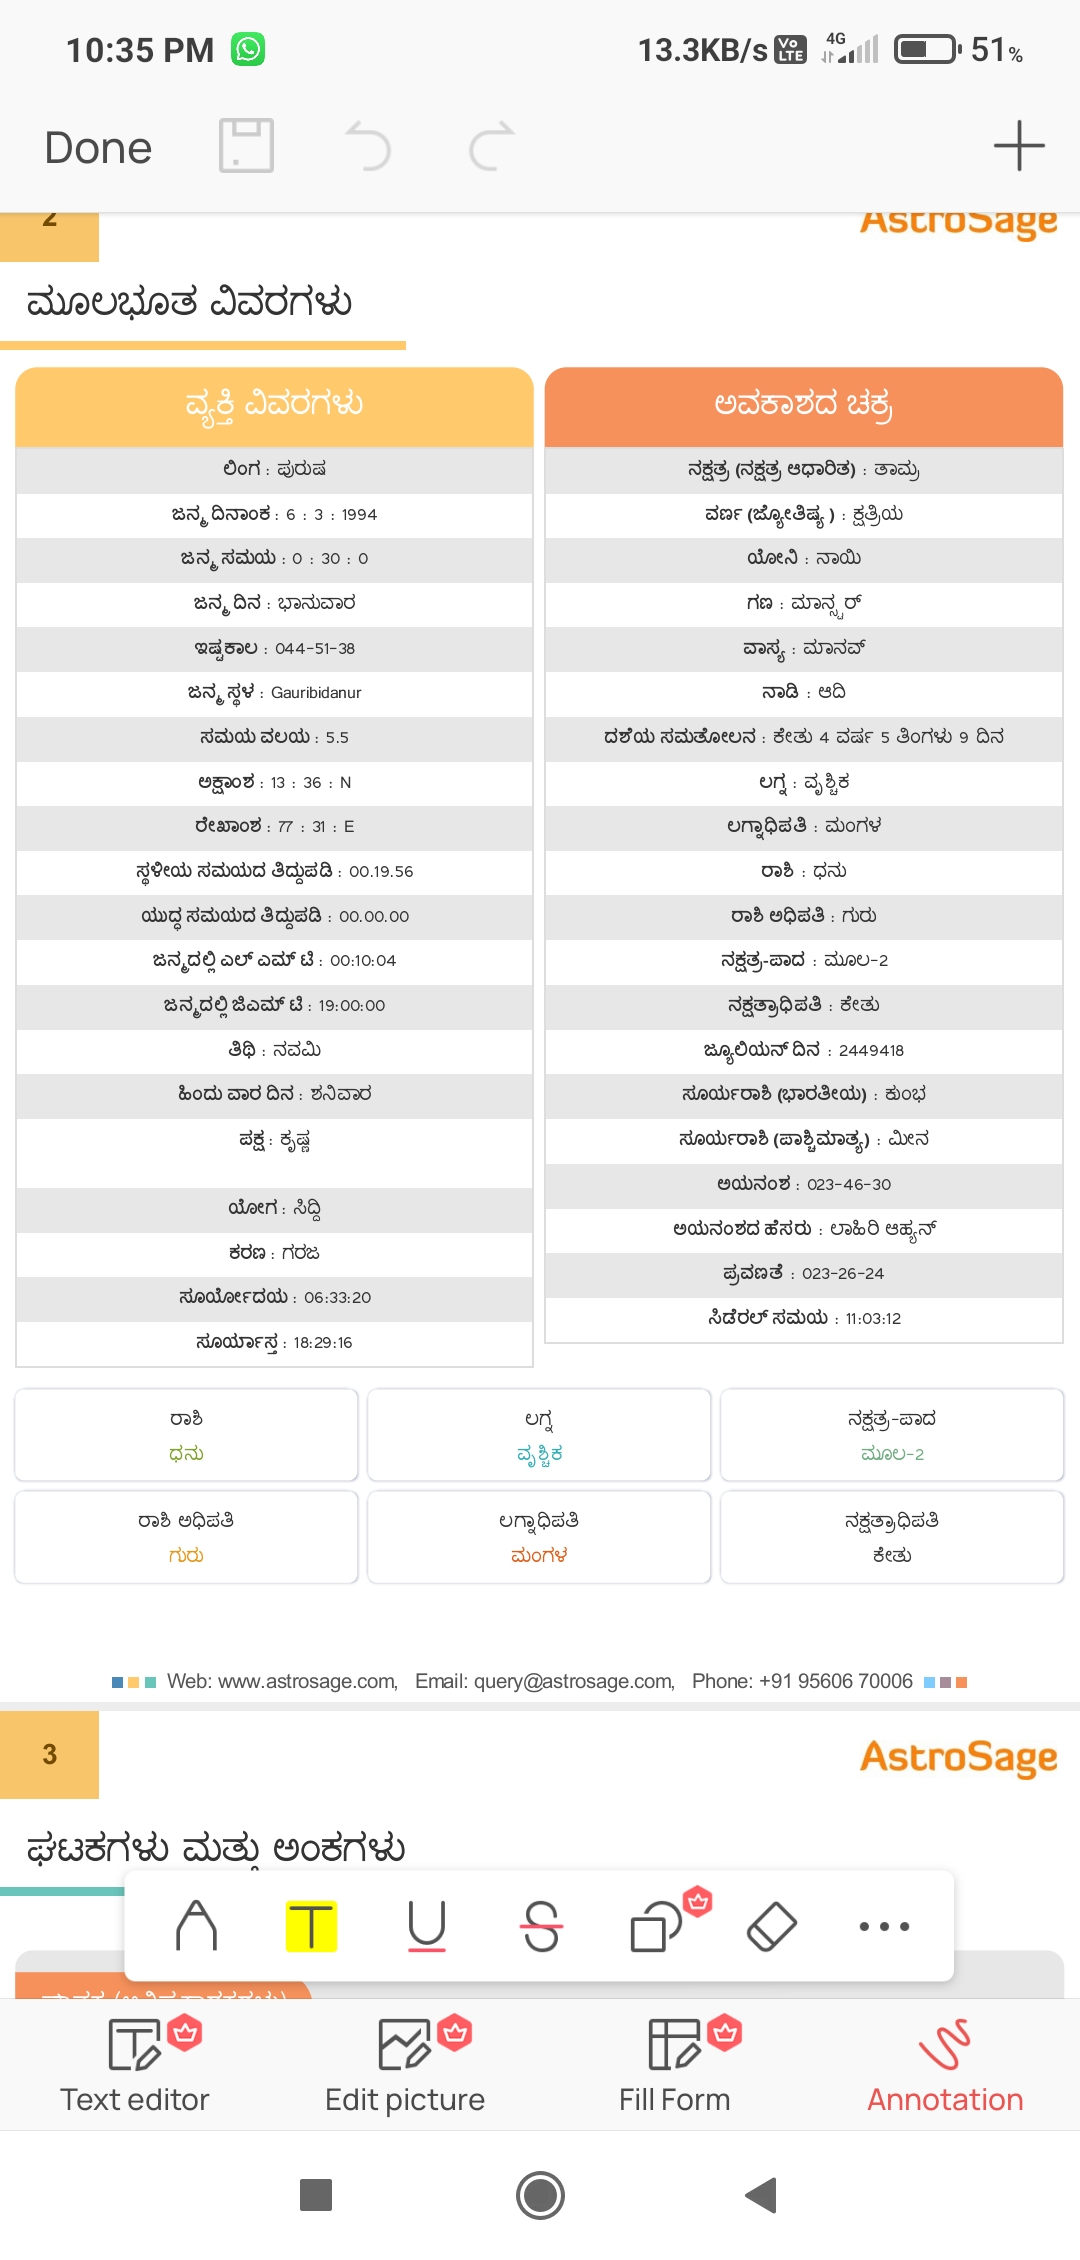 10:35 PM 13.3KB/s Vo LTE 4G 51%
Done
2 AstroSage
ಮೂಲಭೂತ ವಿವರಗಳು
ವ್ಯಕ್ತಿ ವಿವರಗಳು
ಲಿಂಗ : ಪುರುಷ
ಜನ್ಮ ದಿನಾಂಕ : 6 : 3 : 1994
ಜನ್ಮ ಸಮಯ : 0 : 30 : 0
ಜನ್ಮ ದಿನ : ಭಾನುವಾರ
ಇಷ್ಟಕಾಲ : 044-51-38
ಜನ್ಮ ಸ್ಥಳ : Gauribidanur
ಸಮಯ ವಲಯ : 5.5
ಅಕ್ಷಾಂಶ : 13 : 36 : N
ರೇಖಾಂಶ : 77 : 31 : E
ಸ್ಥಳೀಯ ಸಮಯದ ತಿದ್ದುಪಡಿ : 00.19.56
ಯುದ್ಧ ಸಮಯದ ತಿದ್ದುಪಡಿ : 00.00.00
ಜನ್ಮದಲ್ಲಿ ಎಲ್ ಎಮ್ ಟಿ : 00:10:04
ಜನ್ಮದಲ್ಲಿ ಜಿಎಮ್ ಟಿ : 19:00:00
ತಿಥಿ : ನವಮಿ
ಹಿಂದು ವಾರ ದಿನ : ಶನಿವಾರ
ಪಕ್ಷ : ಕೃಷ್ಣ
ಯೋಗ : ಸಿದ್ದಿ
ಕರಣ : ಗರಜ
ಸೂರ್ಯೋದಯ : 06:33:20
ಸೂರ್ಯಾಸ್ತ : 18:29:16
ಅವಕಾಶದ ಚಕ್ರ
ನಕ್ಷತ್ರ (ನಕ್ಷತ್ರ ಆಧಾರಿತ) : ತಾಮ್ರ
ವರ್ಣ (ಜ್ಯೋತಿಷ್ಯ ) : ಕ್ಷತ್ರಿಯ
ಯೋನಿ : ನಾಯಿ
ಗಣ : ಮಾನ್ಸ್ಟರ್
ವಾಸ್ಯ : ಮಾನವ್
ನಾಡಿ : ಆದಿ
ದಶೆಯ ಸಮತೋಲನ : ಕೇತು 4 ವರ್ಷ 5 ತಿಂಗಳು 9 ದಿನ
ಲಗ್ನ : ವೃಶ್ಚಿಕ
ಲಗ್ನಾಧಿಪತಿ : ಮಂಗಳ
ರಾಶಿ : ಧನು
ರಾಶಿ ಅಧಿಪತಿ : ಗುರು
ನಕ್ಷತ್ರ-ಪಾದ : ಮೂಲ-2
ನಕ್ಷತ್ರಾಧಿಪತಿ : ಕೇತು
ಜ್ಯೂಲಿಯನ್ ದಿನ : 2449418
ಸೂರ್ಯರಾಶಿ (ಭಾರತೀಯ) : ಕುಂಭ
ಸೂರ್ಯರಾಶಿ (ಪಾಶ್ಚಿಮಾತ್ಯ) : ಮೀನ
ಅಯನಂಶ : 023-46-30
ಅಯನಂಶದ ಹೆಸರು : ಲಾಹಿರಿ ಆಹ್ಯನ್
ಪ್ರವಣತೆ : 023-26-24
ಸಿಡೆರಲ್ ಸಮಯ : 11:03:12
ರಾಶಿ
ಧನು
ಲಗ್ನ
ವೃಶ್ಚಿಕ
ನಕ್ಷತ್ರ-ಪಾದ
ಮೂಲ-2
ರಾಶಿ ಅಧಿಪತಿ
ಗುರು
ಲಗ್ನಾಧಿಪತಿ
ಮಂಗಳ
ನಕ್ಷತ್ರಾಧಿಪತಿ
ಕೇತು
Web: www.astrosage.com, Email: query@astrosage.com, Phone: +91 95606 70006
3 AstroSage
ಘಟಕಗಳು ಮತ್ತು ಅಂಕಗಳು
Text editor Edit picture Fill Form Annotation